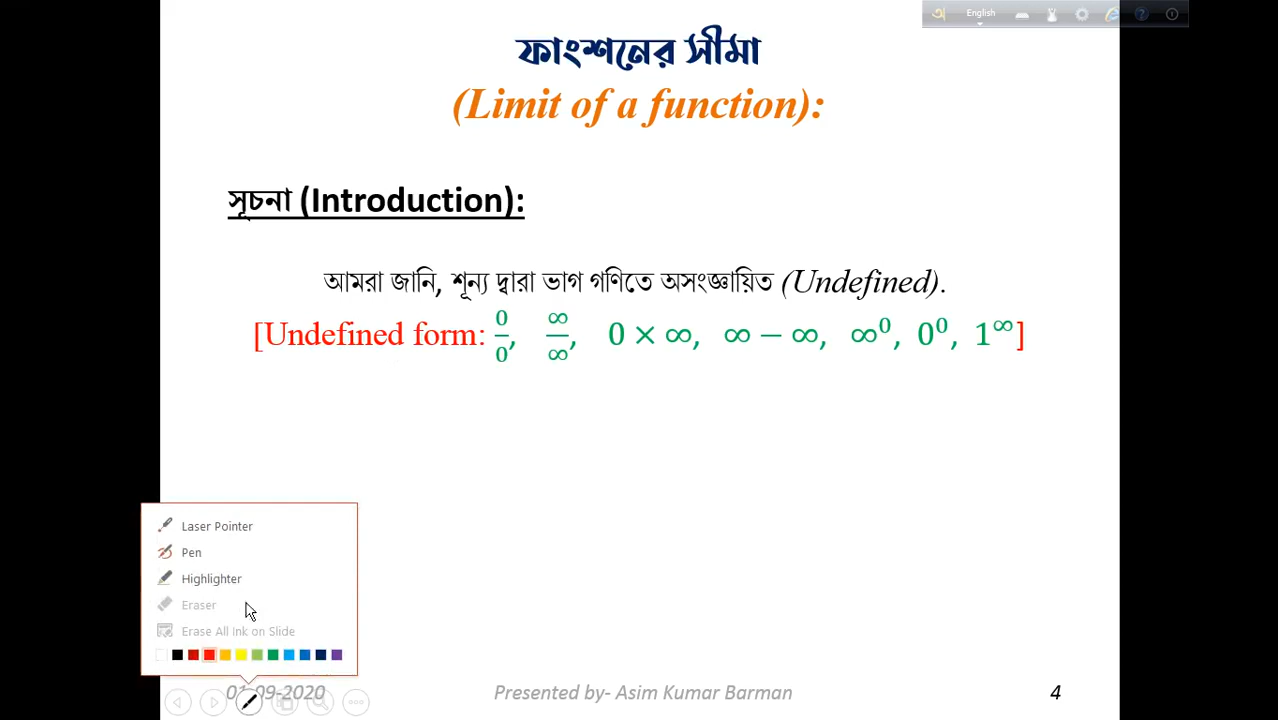 English
ফাংশনের সীমা
(Limit of a function):
সূচনা (Introduction):
আমরা জানি, শূন্য দ্বারা ভাগ গণিতে অসংজ্ঞায়িত (Undefined).
[Undefined form: 0/0, ∞/∞, 0 × ∞, ∞ − ∞, ∞⁰, 0⁰, 1^∞]
Laser Pointer
Pen
Highlighter
Eraser
Erase All Ink on Slide
01-09-2020
Presented by- Asim Kumar Barman
4